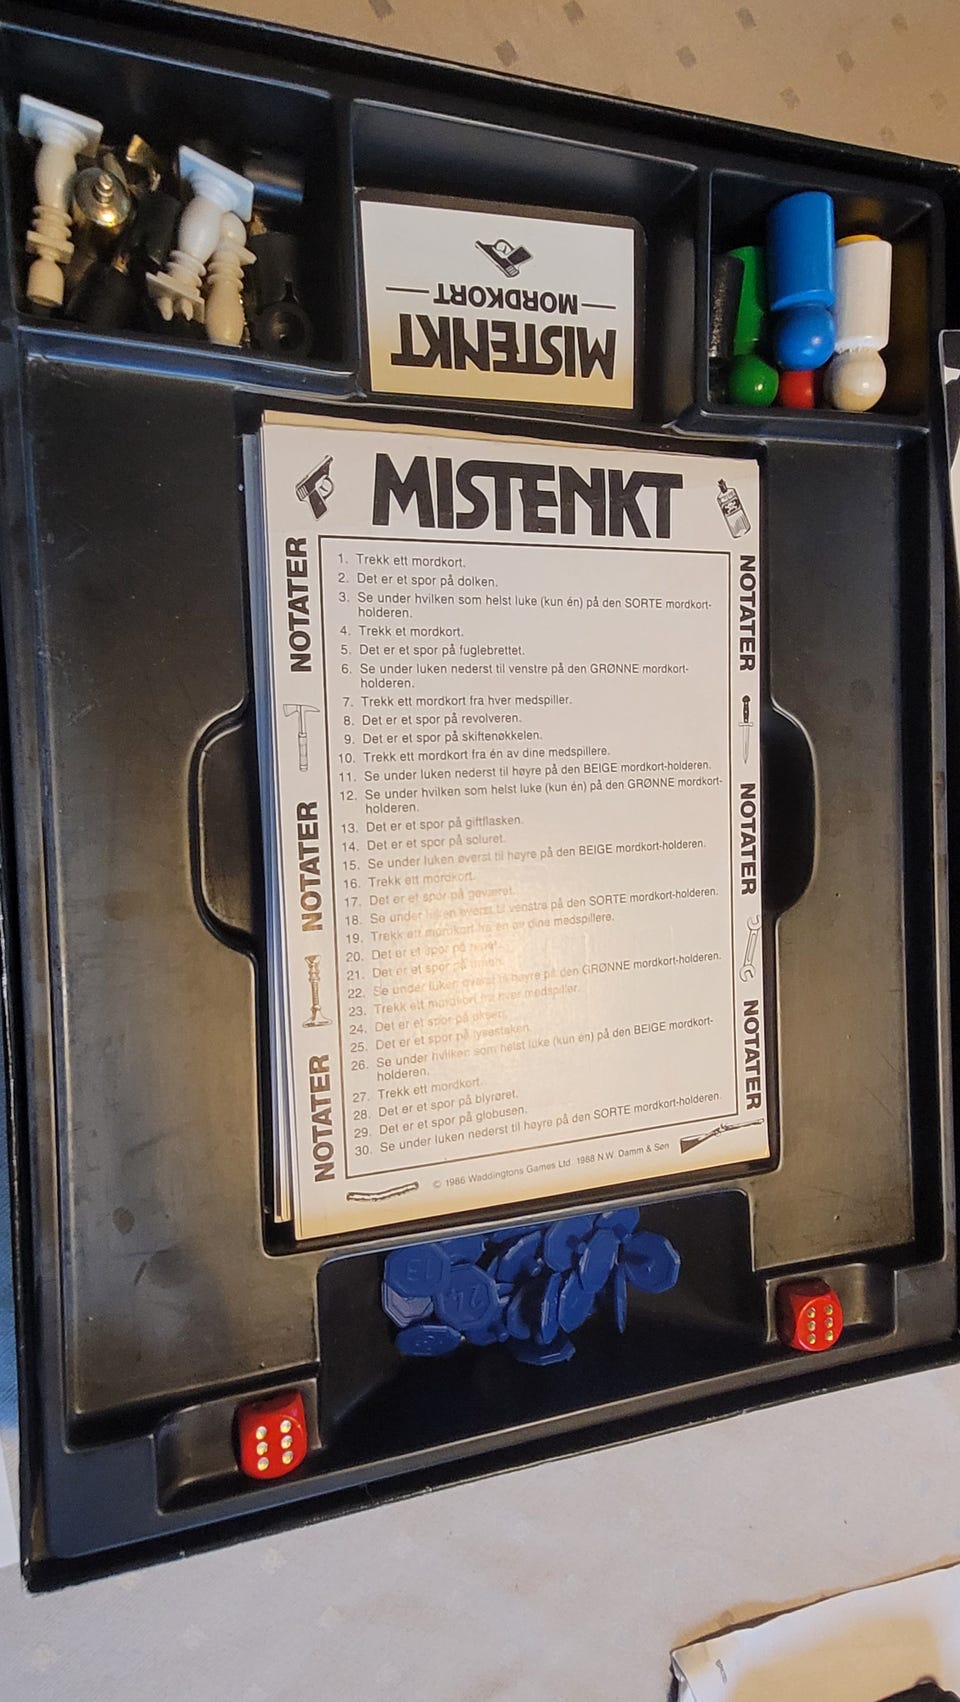 MISTENKT
MORDKORT
MISTENKT
NOTATER
NOTATER
NOTATER
NOTATER
NOTATER
NOTATER
1. Trekk ett mordkort.
2. Det er et spor på dolken.
3. Se under hvilken som helst luke (kun én) på den SORTE mordkort-
holderen.
4. Trekk et mordkort.
5. Det er et spor på fuglebrettet.
6. Se under luken nederst til venstre på den GRØNNE mordkort-
holderen.
7. Trekk ett mordkort fra hver medspiller.
8. Det er et spor på revolveren.
9. Det er et spor på skiftenøkkelen.
10. Trekk ett mordkort fra én av dine medspillere.
11. Se under luken nederst til høyre på den BEIGE mordkort-holderen.
12. Se under hvilken som helst luke (kun én) på den GRØNNE mordkort-
holderen.
13. Det er et spor på giftflasken.
14. Det er et spor på soluret.
15. Se under luken øverst til høyre på den BEIGE mordkort-holderen.
16. Trekk ett mordkort.
17. Det er et spor på geværet.
18. Se under luken øverst til venstre på den SORTE mordkort-holderen.
19. Trekk ett mordkort fra en av dine medspillere.
20. Det er et spor på repet.
21. Det er et spor på
22. Se under luken øverst til høyre på den GRØNNE mordkort-holderen.
23. Trekk ett mordkort fra hver medspiller.
24. Det er et spor på øksen.
25. Det er et spor på lysestaken.
26. Se under hvilken som helst luke (kun én) på den BEIGE mordkort-
holderen.
27. Trekk ett mordkort.
28. Det er et spor på blyrøret.
29. Det er et spor på globusen.
30. Se under luken nederst til høyre på den SORTE mordkort-holderen.
© 1986 Waddingtons Games Ltd. 1988 N.W. Damm & Søn
13
24